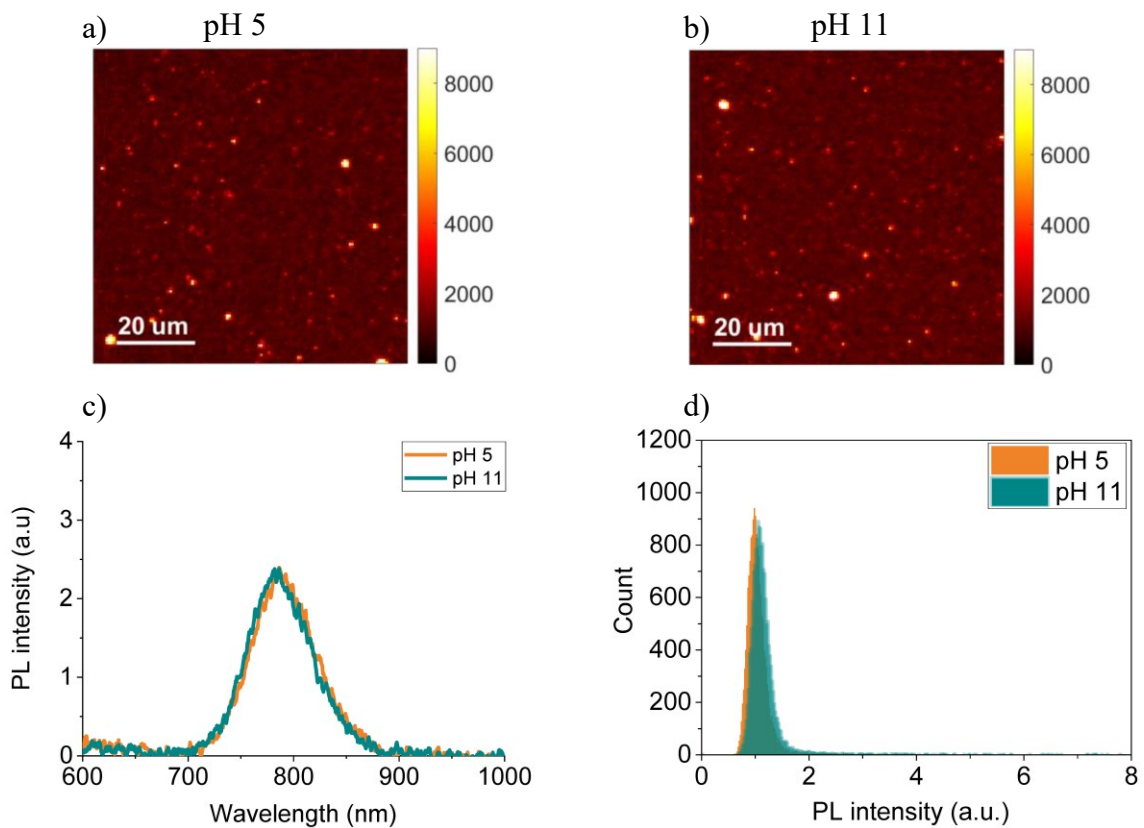 a) pH 5
b) pH 11
8000
6000
4000
2000
0
20 um
8000
6000
4000
2000
0
20 um
c)
4
3
2
1
0
600 700 800 900 1000
PL intensity (a.u)
Wavelength (nm)
pH 5
pH 11
d)
1200
1000
800
600
400
200
0
0 2 4 6 8
Count
PL intensity (a.u.)
pH 5
pH 11